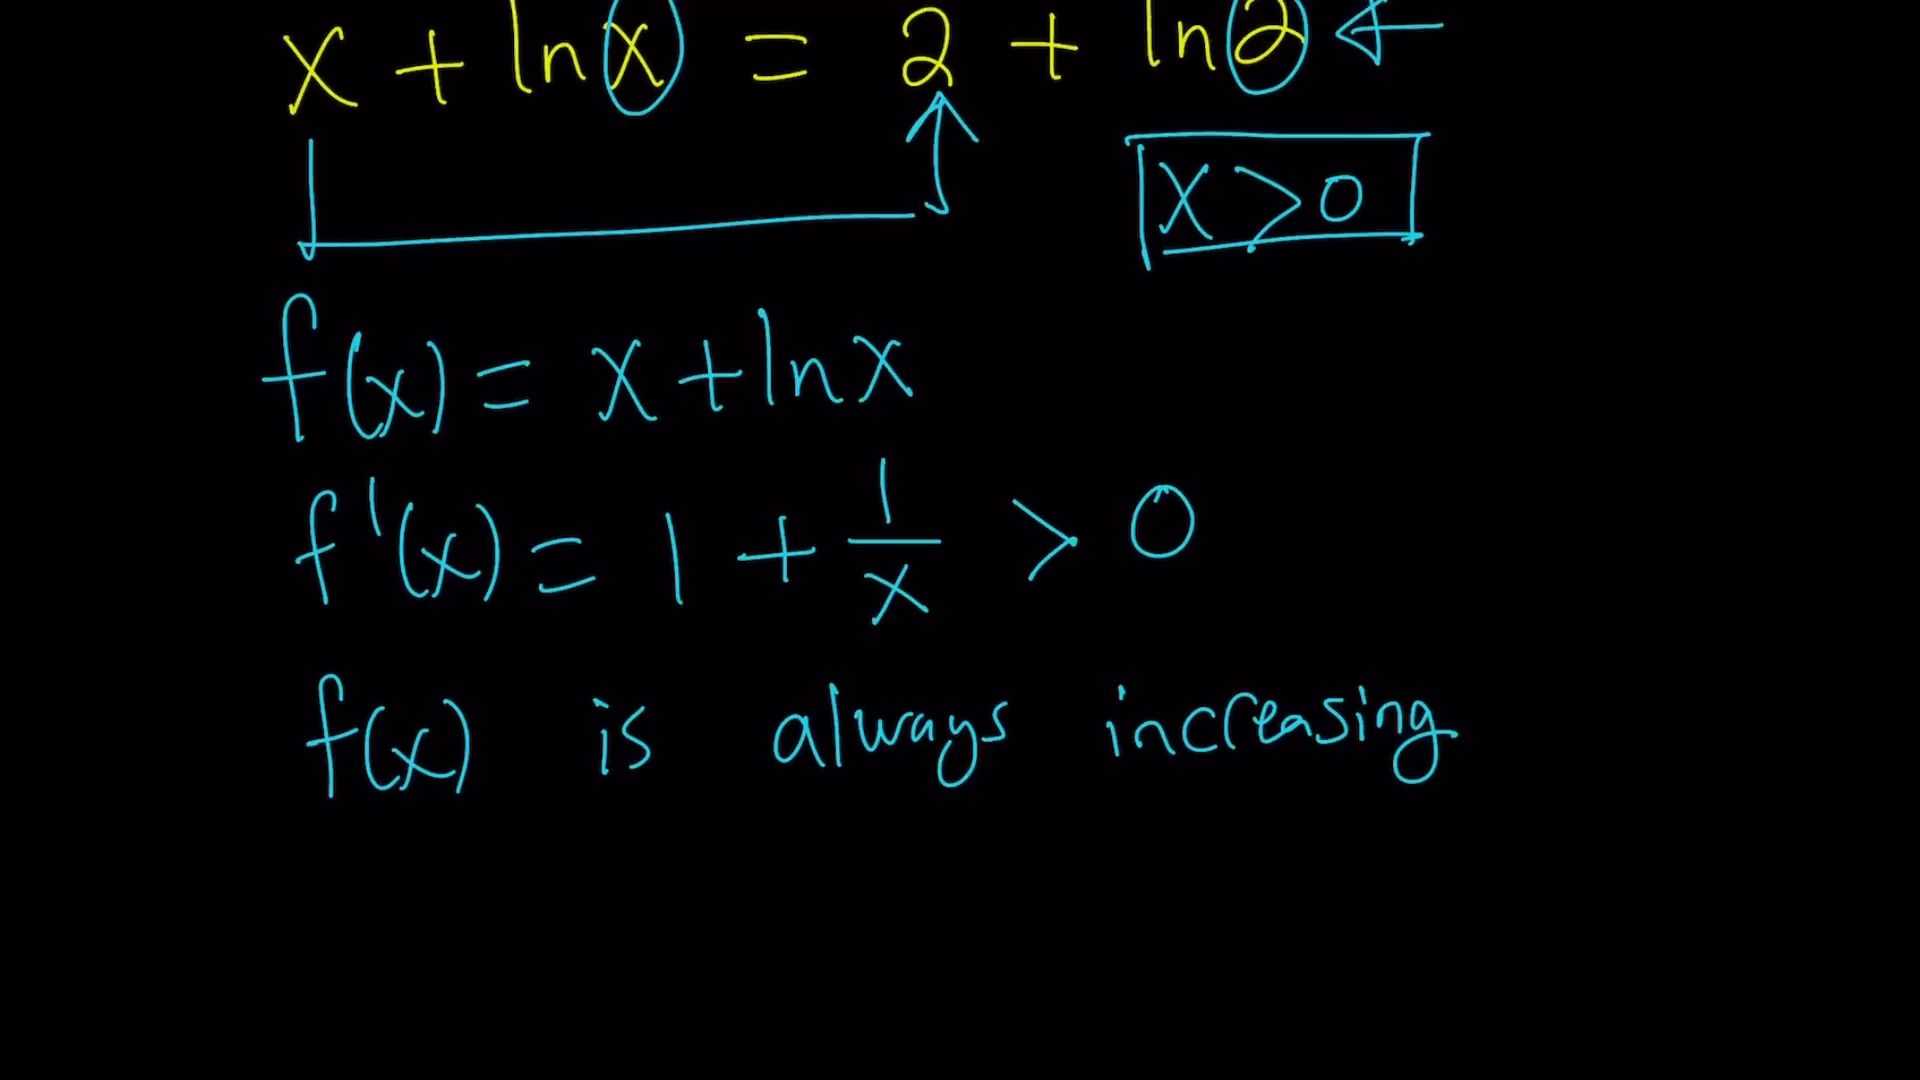 x + ln x = 2 + ln 2
x > 0
f(x) = x + ln x
f'(x) = 1 + 1/x > 0
f(x) is always increasing